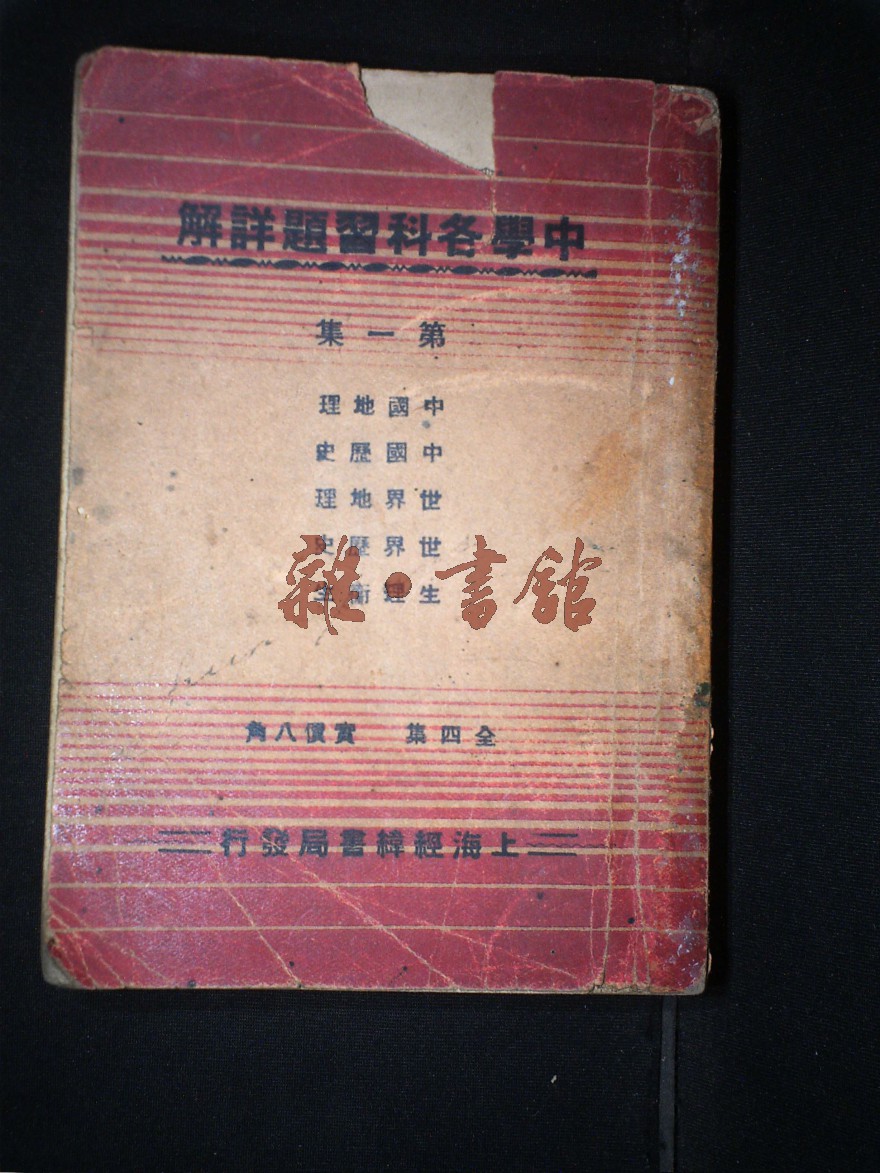 中學各科習題詳解
第一集
中國地理
中國歷史
世界地理
世界歷史
生理衛生
雜·書館
全四集 實價八角
上海經緯書局發行